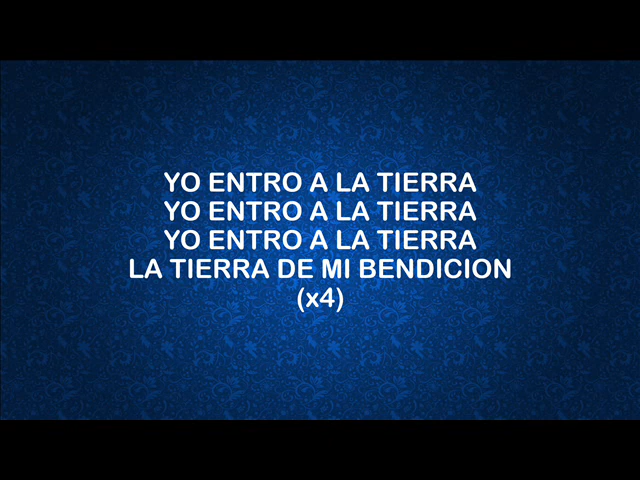 YO ENTRO A LA TIERRA
YO ENTRO A LA TIERRA
YO ENTRO A LA TIERRA
LA TIERRA DE MI BENDICION
(x4)